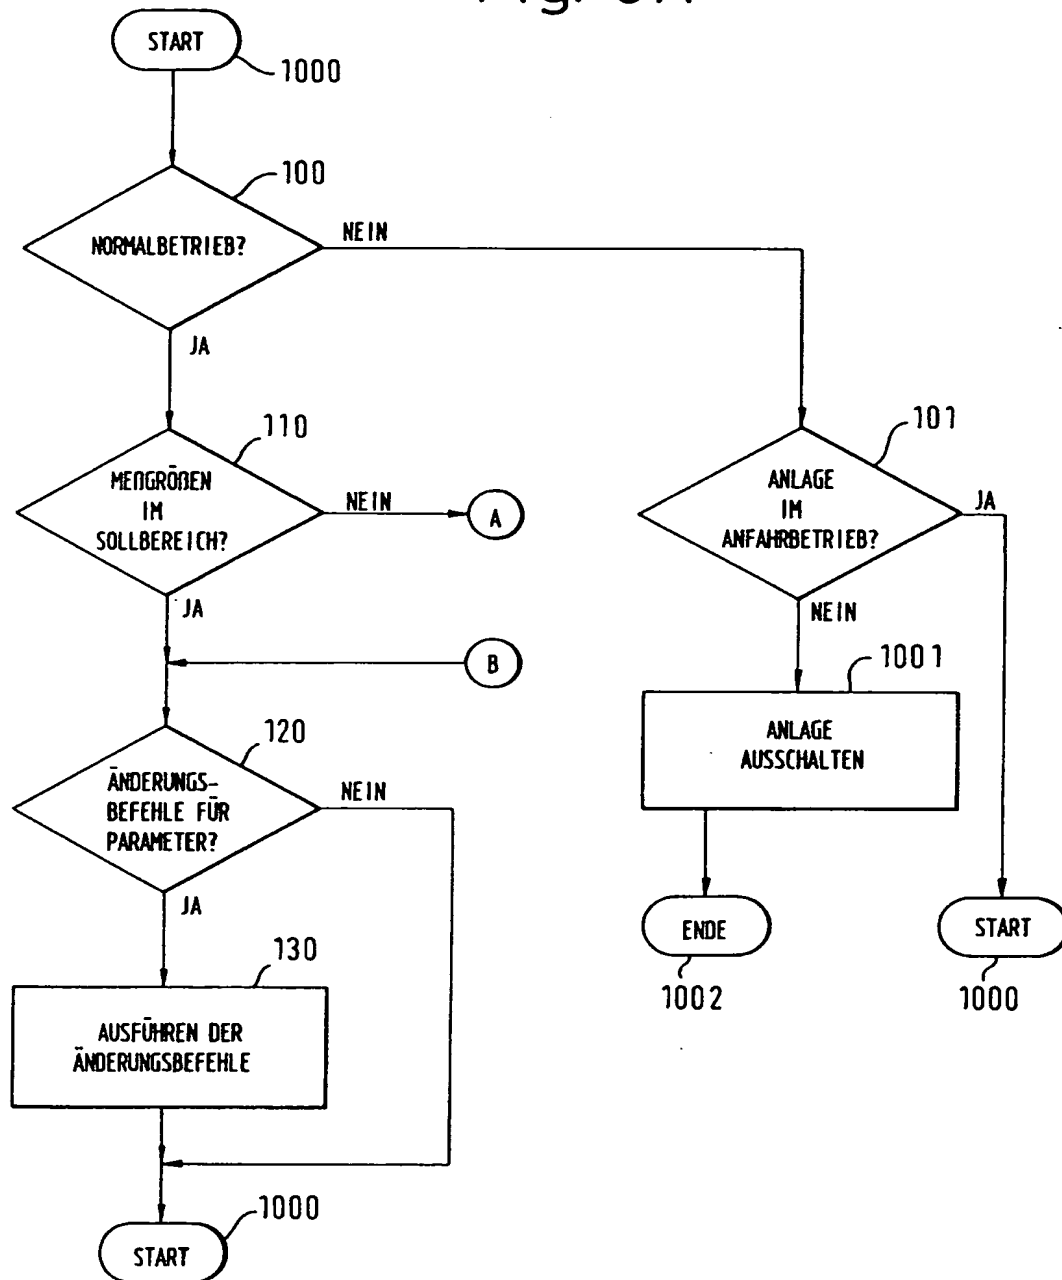 START
1000
100
NORMALBETRIEB?
NEIN
JA
110
MEßGRÖßEN
IM
SOLLBEREICH?
NEIN
A
JA
101
ANLAGE
IM
ANFAHRBETRIEB?
JA
NEIN
B
1001
ANLAGE
AUSSCHALTEN
120
ÄNDERUNGS-
BEFEHLE FÜR
PARAMETER?
NEIN
JA
ENDE
1002
START
1000
130
AUSFÜHREN DER
ÄNDERUNGSBEFEHLE
1000
START